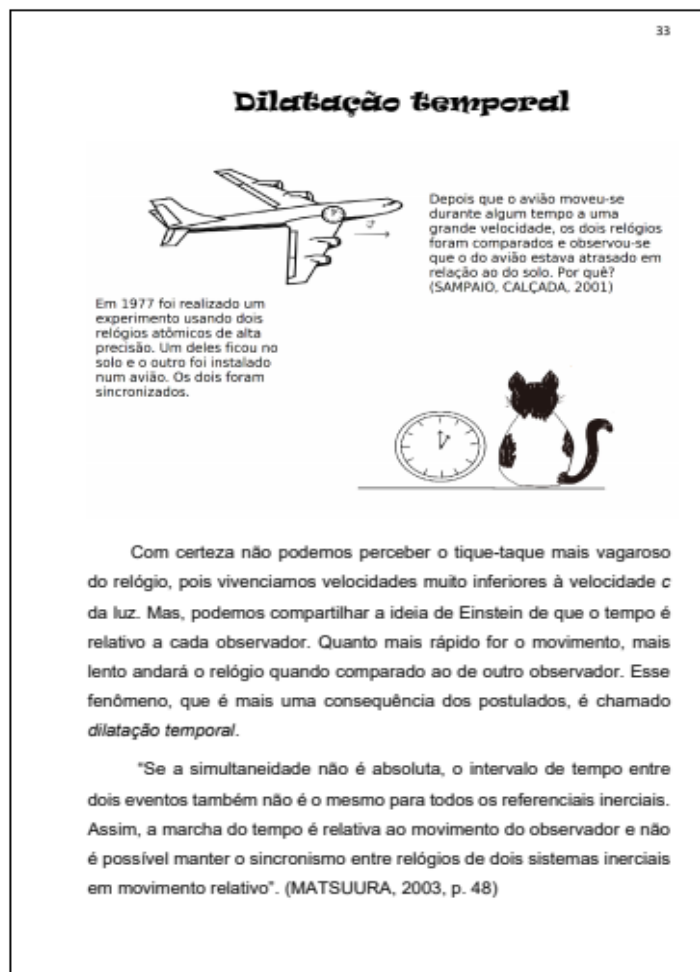 33
Dilatação temporal
Depois que o avião moveu-se
durante algum tempo a uma
grande velocidade, os dois relógios
foram comparados e observou-se
que o do avião estava atrasado em
relação ao do solo. Por quê?
(SAMPAIO, CALÇADA, 2001)
Em 1977 foi realizado um
experimento usando dois
relógios atômicos de alta
precisão. Um deles ficou no
solo e o outro foi instalado
num avião. Os dois foram
sincronizados.
Com certeza não podemos perceber o tique-taque mais vagaroso
do relógio, pois vivenciamos velocidades muito inferiores à velocidade c
da luz. Mas, podemos compartilhar a ideia de Einstein de que o tempo é
relativo a cada observador. Quanto mais rápido for o movimento, mais
lento andará o relógio quando comparado ao de outro observador. Esse
fenômeno, que é mais uma consequência dos postulados, é chamado
dilatação temporal.
"Se a simultaneidade não é absoluta, o intervalo de tempo entre
dois eventos também não é o mesmo para todos os referenciais inerciais.
Assim, a marcha do tempo é relativa ao movimento do observador e não
é possível manter o sincronismo entre relógios de dois sistemas inerciais
em movimento relativo". (MATSUURA, 2003, p. 48)